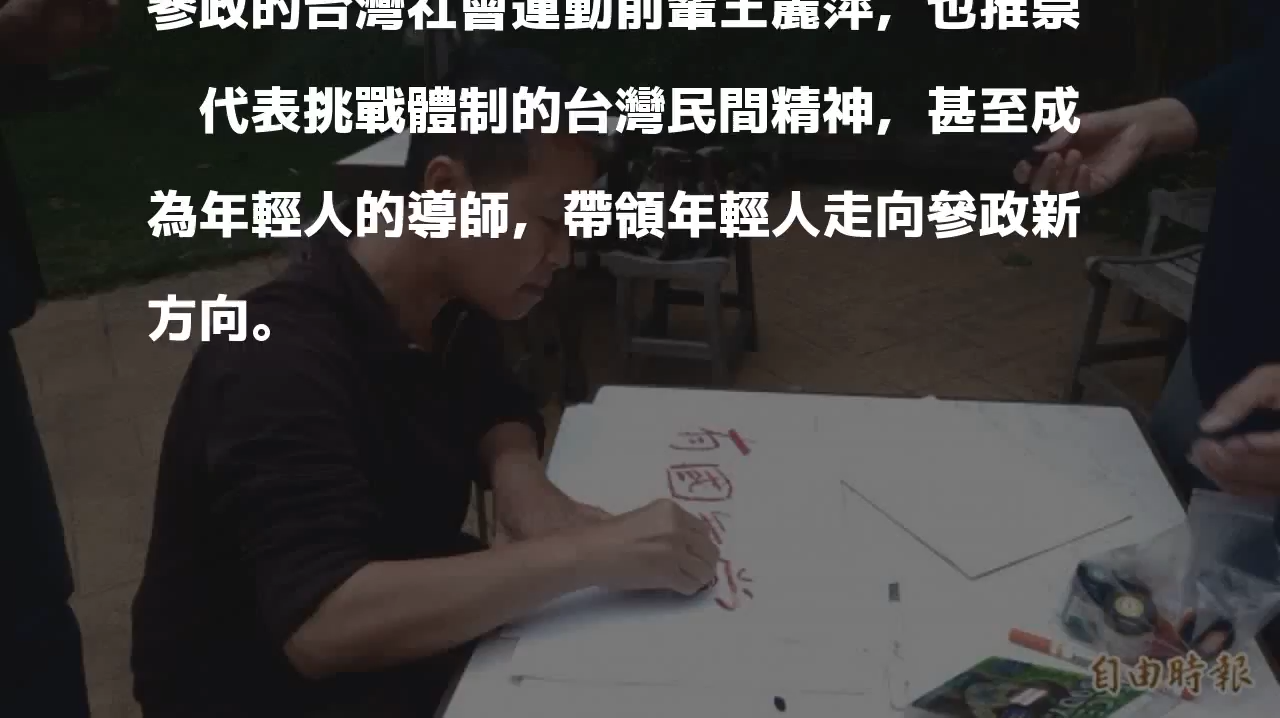 參政的台灣社會運動前輩王麗萍，也推崇
代表挑戰體制的台灣民間精神，甚至成
為年輕人的導師，帶領年輕人走向參政新
方向。
有
國
自由時報